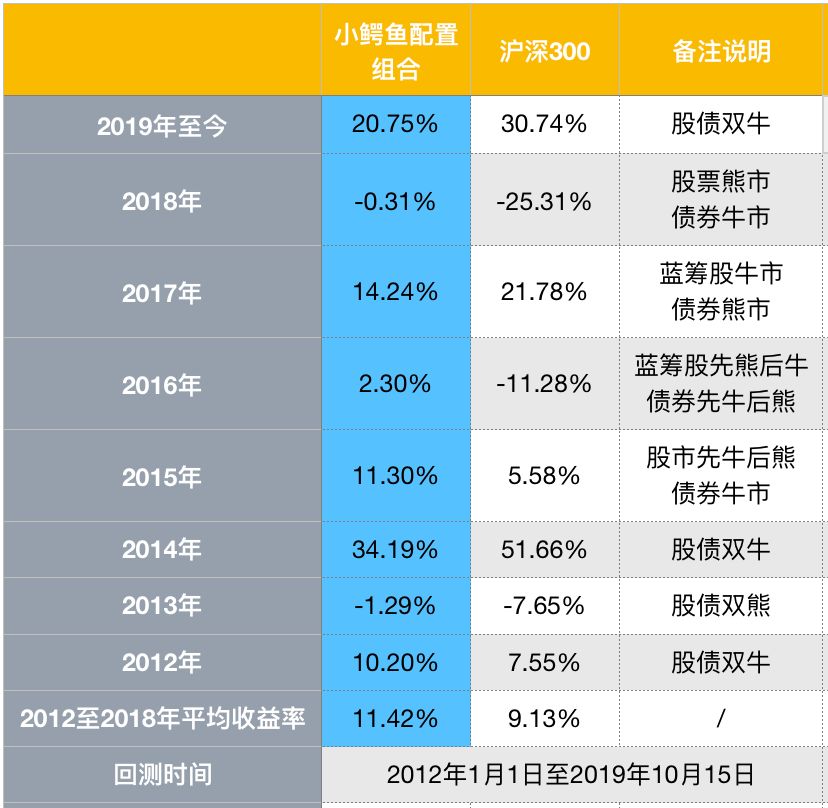 小鳄鱼配置
组合
沪深300
备注说明
2019年至今
20.75%
30.74%
股债双牛
2018年
-0.31%
-25.31%
股票熊市
债券牛市
2017年
14.24%
21.78%
蓝筹股牛市
债券熊市
2016年
2.30%
-11.28%
蓝筹股先熊后牛
债券先牛后熊
2015年
11.30%
5.58%
股市先牛后熊
债券牛市
2014年
34.19%
51.66%
股债双牛
2013年
-1.29%
-7.65%
股债双熊
2012年
10.20%
7.55%
股债双牛
2012至2018年平均收益率
11.42%
9.13%
/
回测时间
2012年1月1日至2019年10月15日